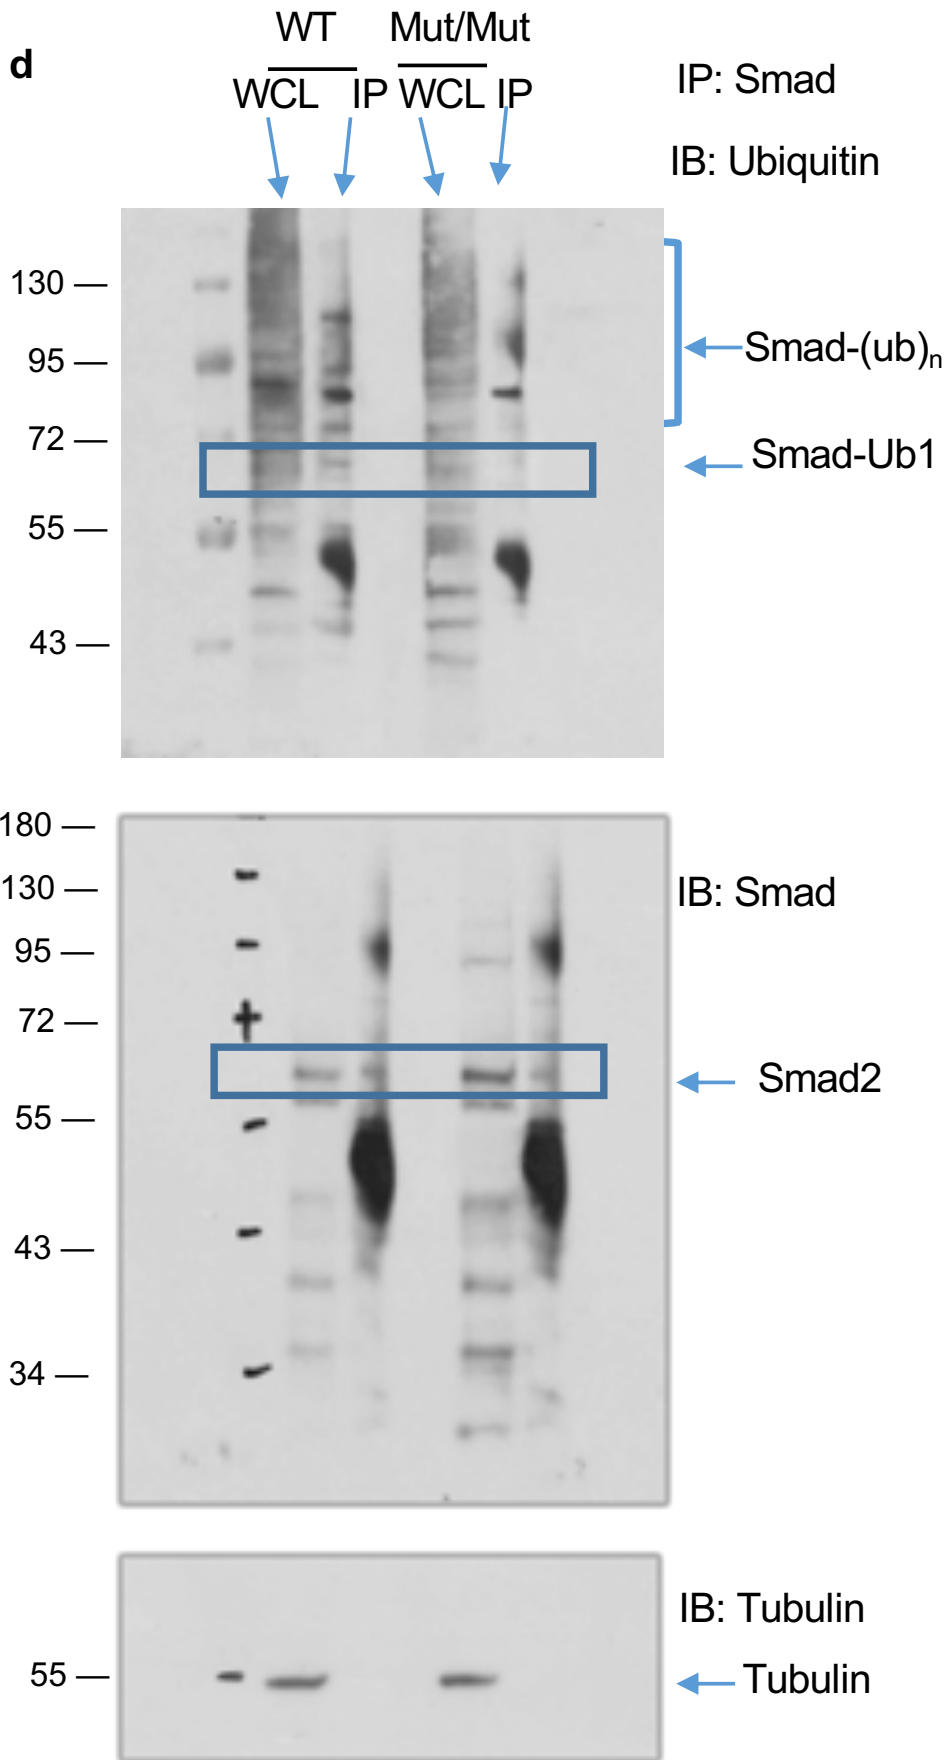 d
WT Mut/Mut
WCL IP WCL IP
IP: Smad
IB: Ubiquitin
130
95
72
55
43
Smad-(ub)n
Smad-Ub1
180
130
95
72
55
43
34
IB: Smad
Smad2
55
IB: Tubulin
Tubulin